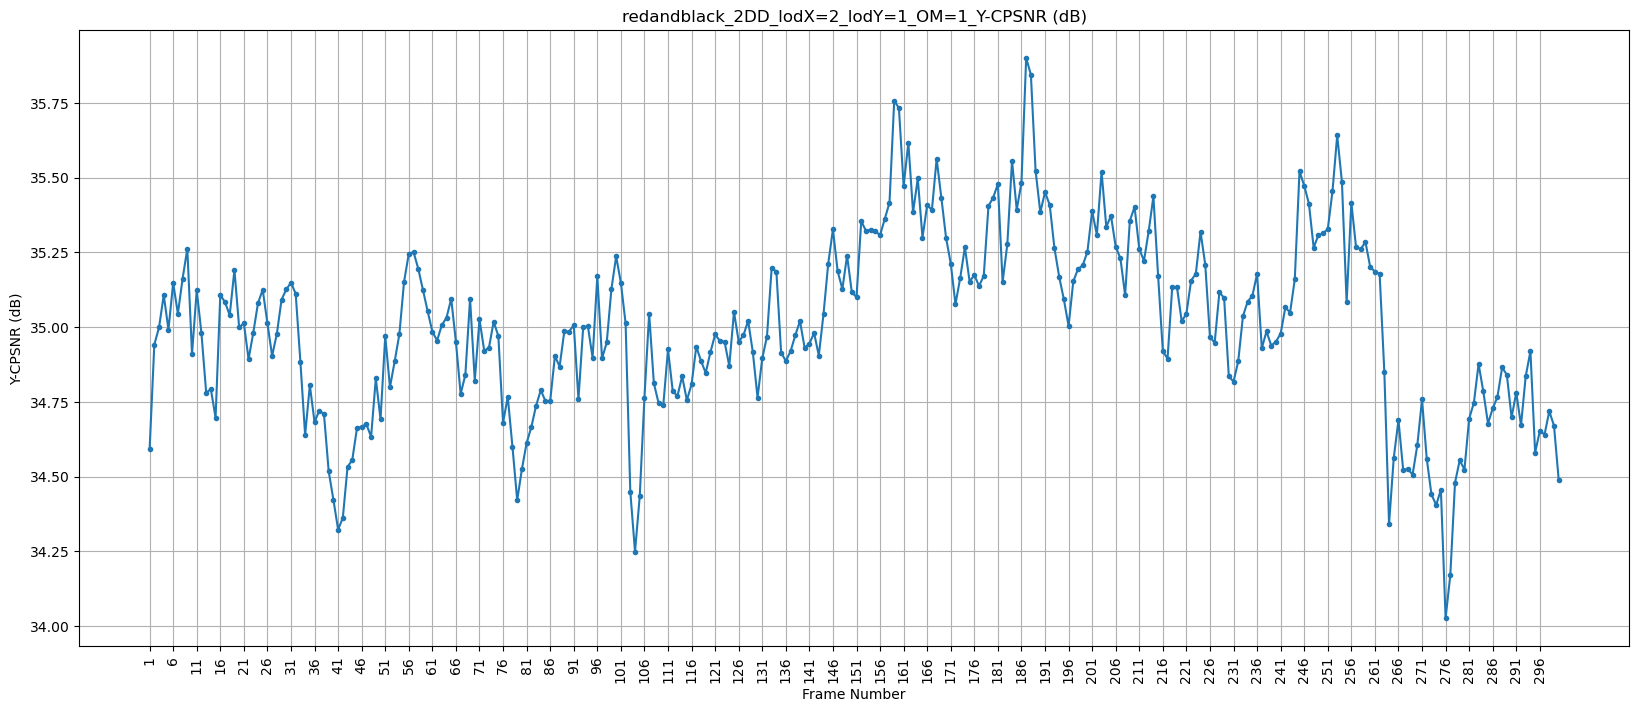 redandblack_2DD_lodX=2_lodY=1_OM=1_Y-CPSNR (dB)
Y-CPSNR (dB)
35.75
35.50
35.25
35.00
34.75
34.50
34.25
34.00
1 6 11 16 21 26 31 36 41 46 51 56 61 66 71 76 81 86 91 96 101 106 111 116 121 126 131 136 141 146 151 156 161 166 171 176 181 186 191 196 201 206 211 216 221 226 231 236 241 246 251 256 261 266 271 276 281 286 291 296
Frame Number